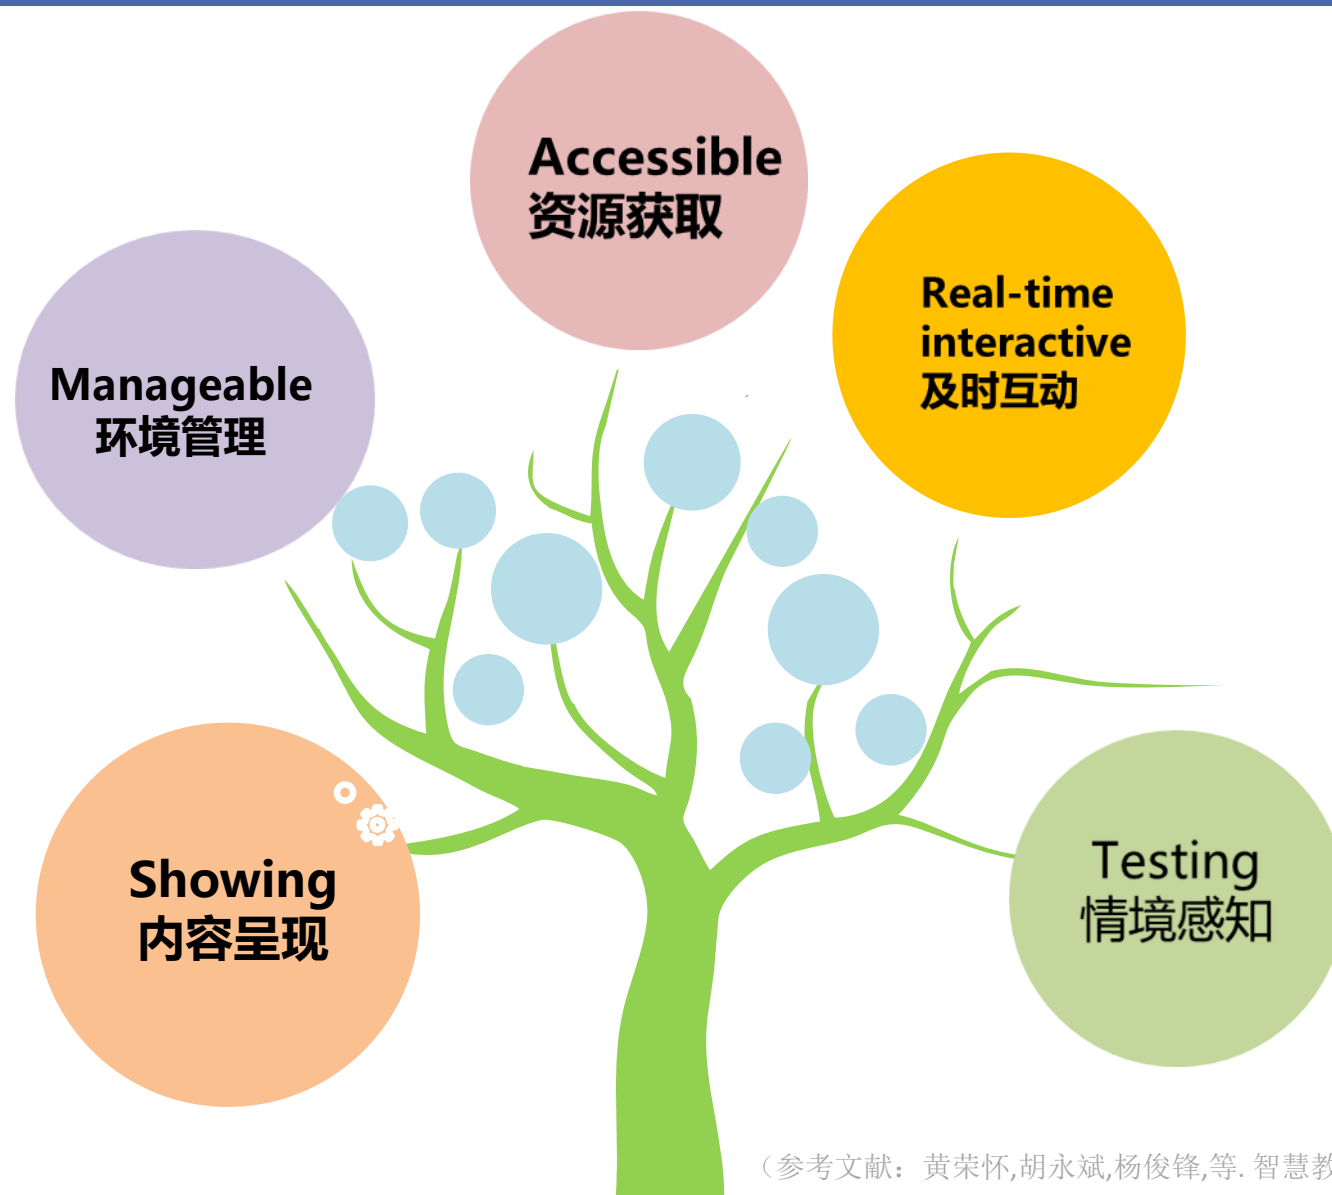 Accessible
资源获取
Real-time
interactive
及时互动
Manageable
环境管理
Showing
内容呈现
Testing
情境感知
（参考文献：黄荣怀,胡永斌,杨俊锋,等. 智慧教